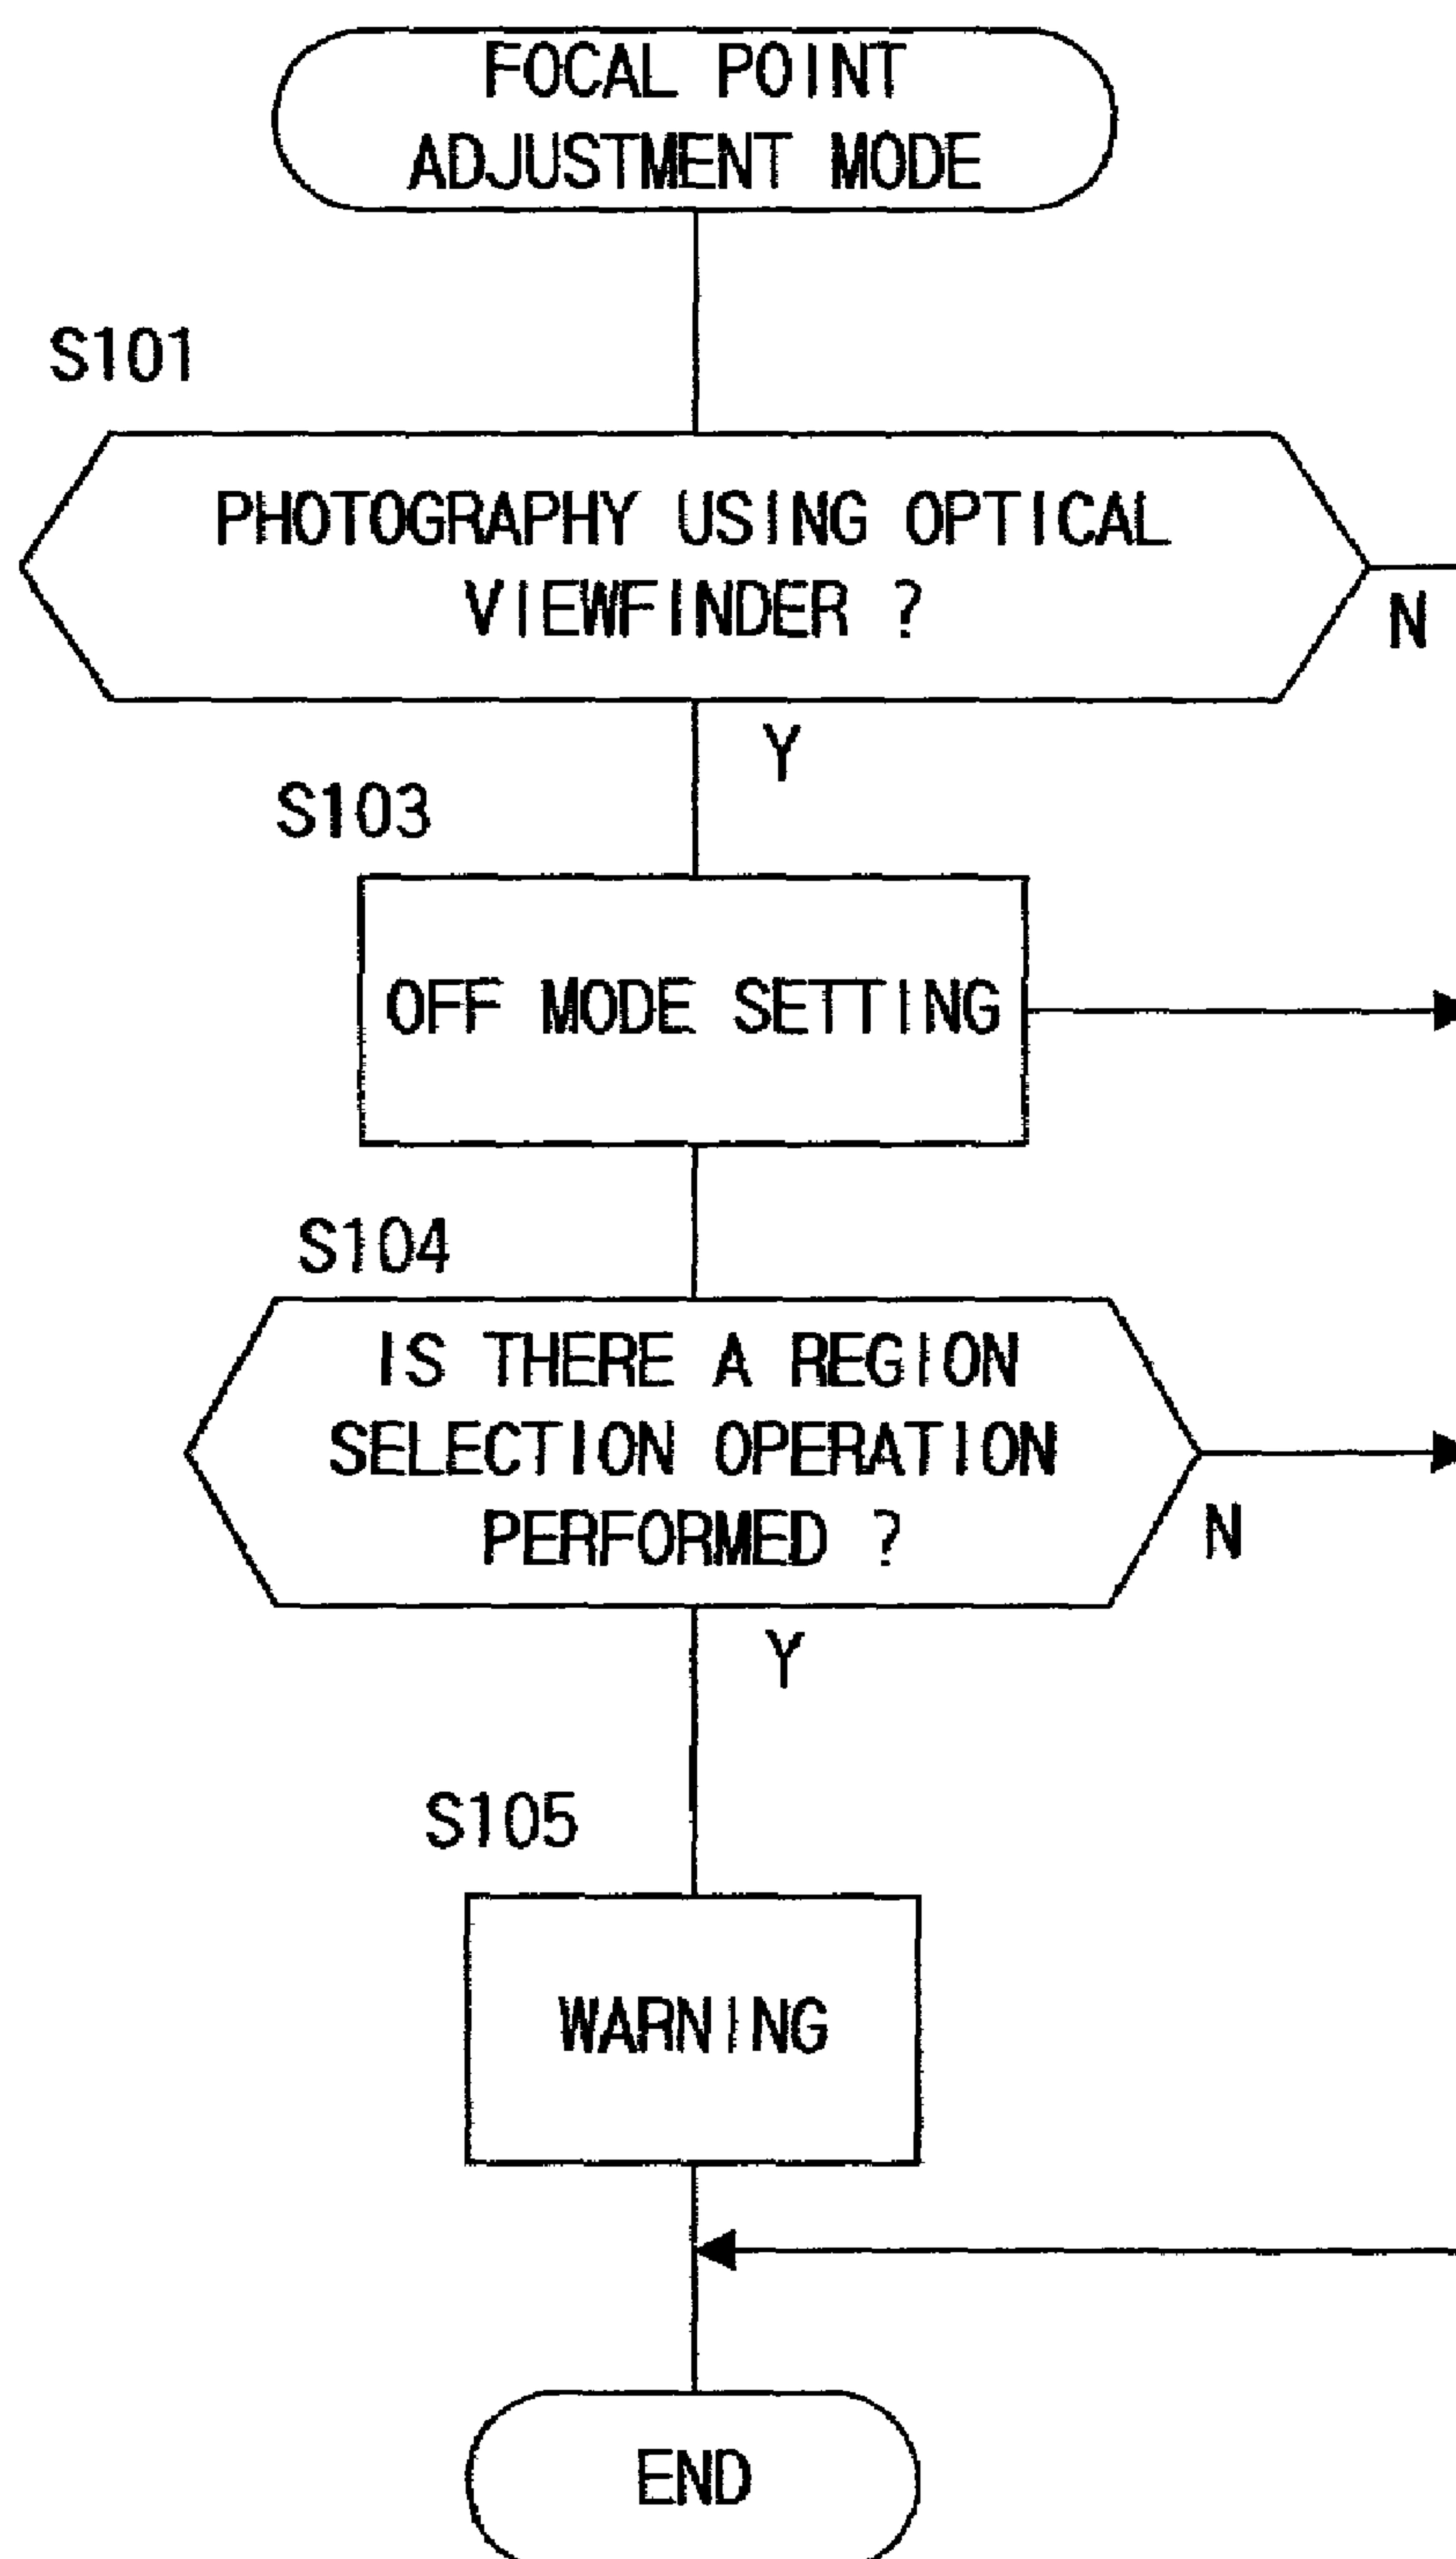 FOCAL POINT
ADJUSTMENT MODE
S101
PHOTOGRAPHY USING OPTICAL
VIEWFINDER ?
N
Y
S103
OFF MODE SETTING
S104
IS THERE A REGION
SELECTION OPERATION
PERFORMED ?
N
Y
S105
WARNING
END